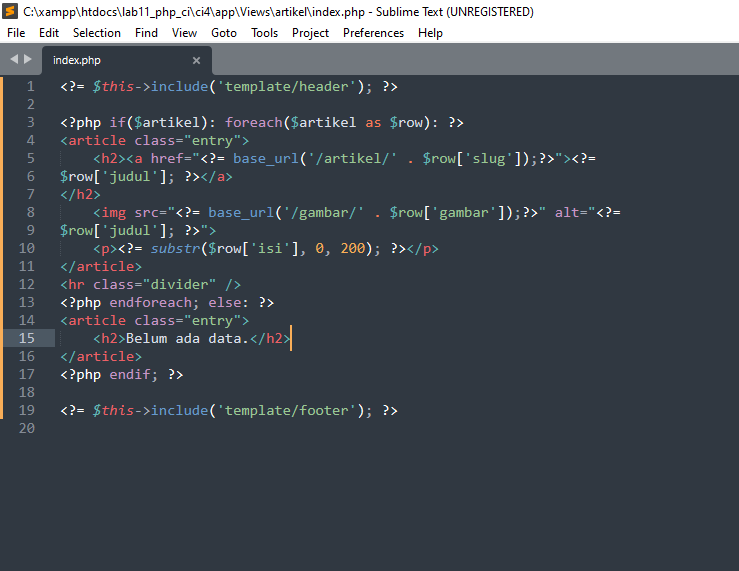 C:\xampp\htdocs\lab11_php_ci\ci4\app\Views\artikel\index.php - Sublime Text (UNREGISTERED)
File Edit Selection Find View Goto Tools Project Preferences Help
index.php ×
1 <?= $this->include('template/header'); ?>
2
3 <?php if($artikel): foreach($artikel as $row): ?>
4 <article class="entry">
5     <h2><a href="<?= base_url('/artikel/' . $row['slug']);?>"><?=
6 $row['judul']; ?></a>
7 </h2>
8     <img src="<?= base_url('/gambar/' . $row['gambar']);?>" alt="<?=
9 $row['judul']; ?>">
10     <p><?= substr($row['isi'], 0, 200); ?></p>
11 </article>
12 <hr class="divider" />
13 <?php endforeach; else: ?>
14 <article class="entry">
15     <h2>Belum ada data.</h2>
16 </article>
17 <?php endif; ?>
18
19 <?= $this->include('template/footer'); ?>
20